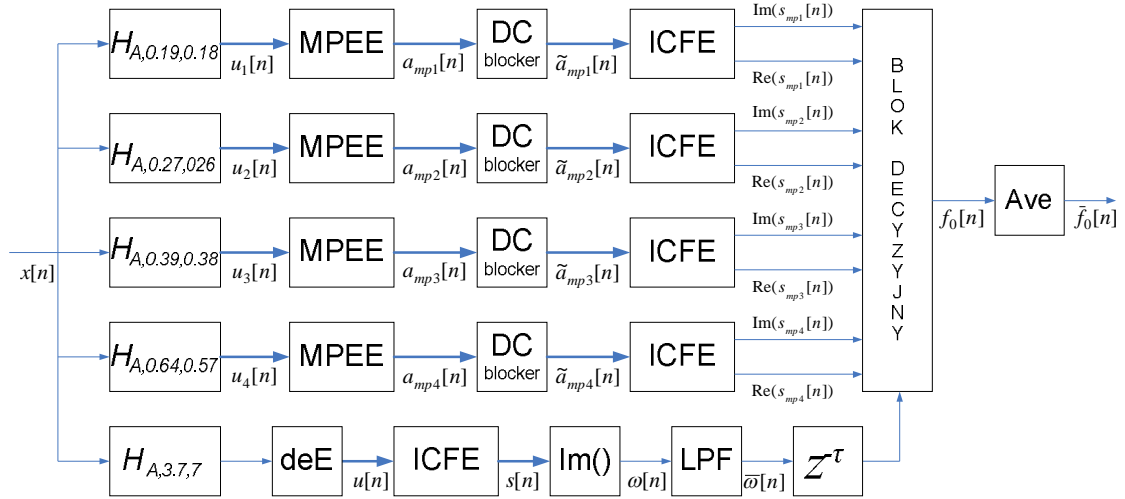 H_{A,0.19,0.18} u_1[n] MPEE a_{mp1}[n] DC blocker ã_{mp1}[n] ICFE Im(s_{mp1}[n])
Re(s_{mp1}[n])
H_{A,0.27,026} u_2[n] MPEE a_{mp2}[n] DC blocker ã_{mp2}[n] ICFE Im(s_{mp2}[n])
Re(s_{mp2}[n])
x[n]
H_{A,0.39,0.38} u_3[n] MPEE a_{mp3}[n] DC blocker ã_{mp3}[n] ICFE Im(s_{mp3}[n])
Re(s_{mp3}[n])
H_{A,0.64,0.57} u_4[n] MPEE a_{mp4}[n] DC blocker ã_{mp4}[n] ICFE Im(s_{mp4}[n])
Re(s_{mp4}[n])
BLOK DECYZYJNY
f_0[n] Ave f̄_0[n]
H_{A,3.7,7} deE u[n] ICFE s[n] Im() ω[n] LPF ω̅[n] z^{-τ}